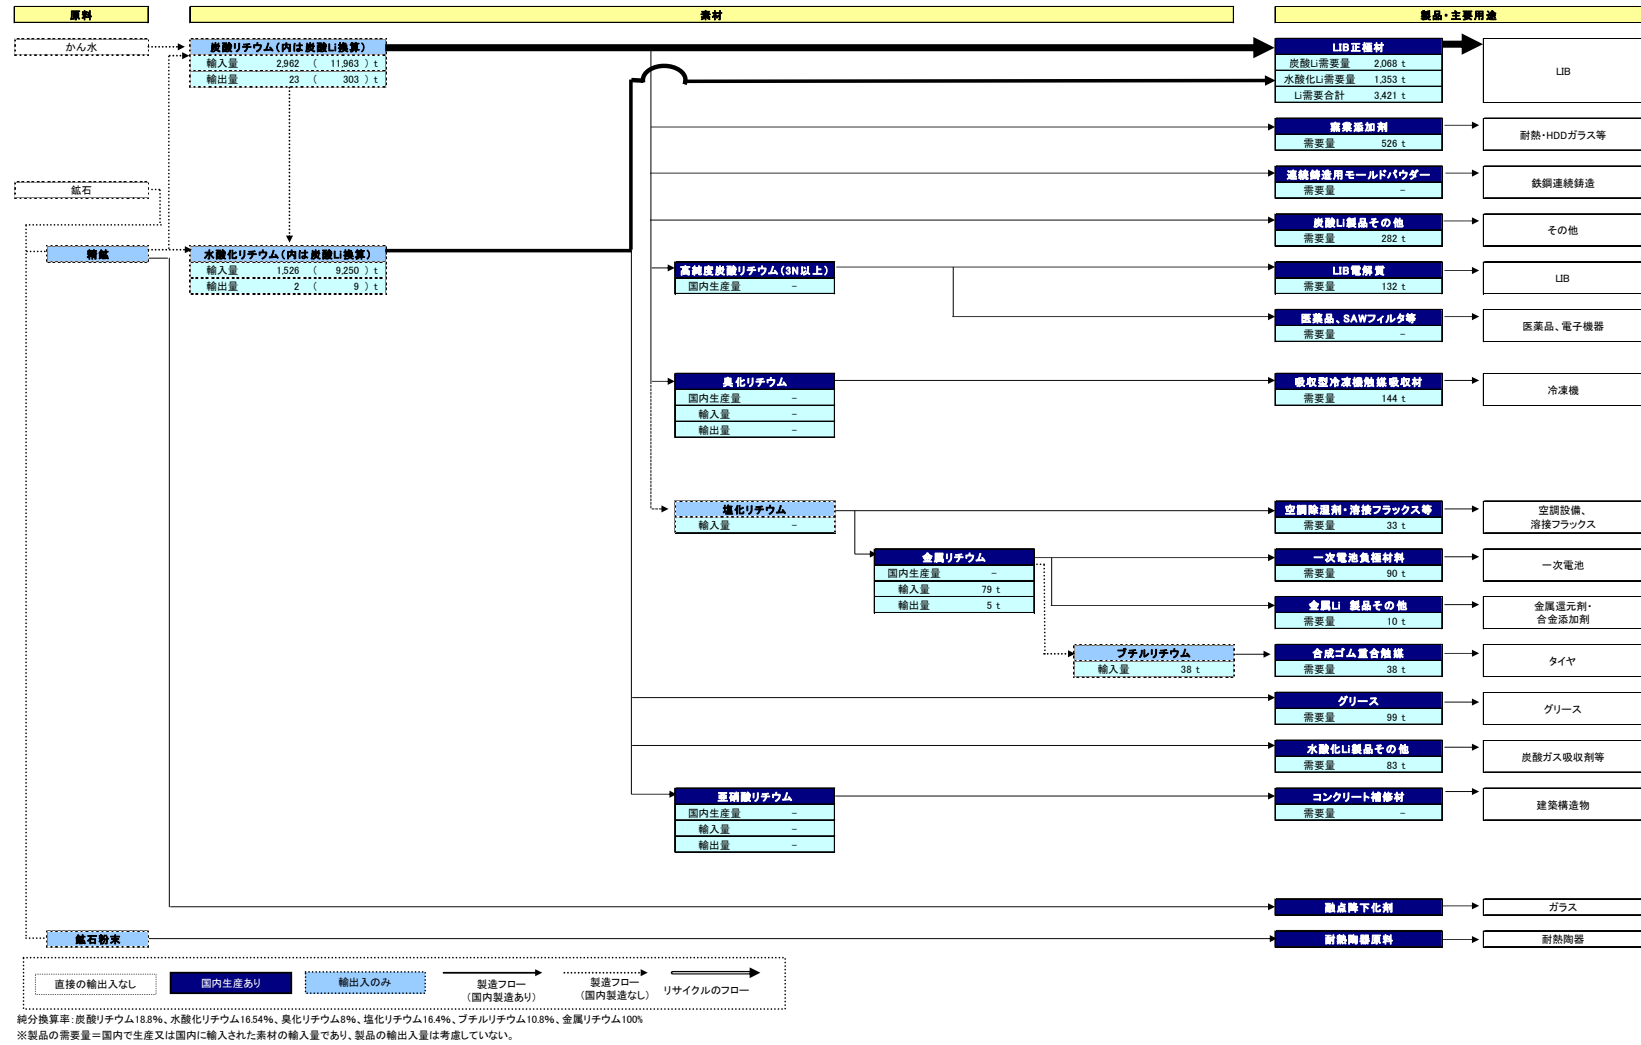 原料
素材
製品・主要用途
かん水
炭酸リチウム(内は炭酸Li換算)
輸入量 2,962 ( 11,963 ) t
輸出量 23 ( 303 ) t
LIB正極材
炭酸Li需要量 2,068 t
水酸化Li需要量 1,353 t
Li需要合計 3,421 t
LIB
窯業添加剤
需要量 526 t
耐熱・HDDガラス等
鉱石
連続鋳造用モールドパウダー
需要量 -
鉄鋼連続鋳造
炭酸Li製品その他
需要量 282 t
その他
精鉱
水酸化リチウム(内は炭酸Li換算)
輸入量 1,526 ( 9,250 ) t
輸出量 2 ( 9 ) t
高純度炭酸リチウム(3N以上)
国内生産量 -
LIB電解質
需要量 132 t
LIB
医薬品、SAWフィルタ等
需要量 -
医薬品、電子機器
臭化リチウム
国内生産量 -
輸入量 -
輸出量 -
吸収型冷凍機触媒吸収材
需要量 144 t
冷凍機
塩化リチウム
輸入量 -
空調除湿剤・溶接フラックス等
需要量 33 t
空調設備、
溶接フラックス
金属リチウム
国内生産量 -
輸入量 79 t
輸出量 5 t
一次電池負極材料
需要量 90 t
一次電池
金属Li 製品その他
需要量 10 t
金属還元剤・
合金添加剤
ブチルリチウム
輸入量 38 t
合成ゴム重合触媒
需要量 38 t
タイヤ
グリース
需要量 99 t
グリース
水酸化Li製品その他
需要量 83 t
炭酸ガス吸収剤等
亜硝酸リチウム
国内生産量 -
輸入量 -
輸出量 -
コンクリート補修材
需要量 -
建築構造物
融点降下化剤
ガラス
鉱石粉末
耐熱陶器原料
耐熱陶器
直接の輸出入なし
国内生産あり
輸出入のみ
製造フロー
(国内製造あり)
製造フロー
(国内製造なし)
リサイクルのフロー
純分換算率:炭酸リチウム18.8%、水酸化リチウム16.54%、臭化リチウム8%、塩化リチウム16.4%、ブチルリチウム10.8%、金属リチウム100%
※製品の需要量=国内で生産又は国内に輸入された素材の輸入量であり、製品の輸出入量は考慮していない。